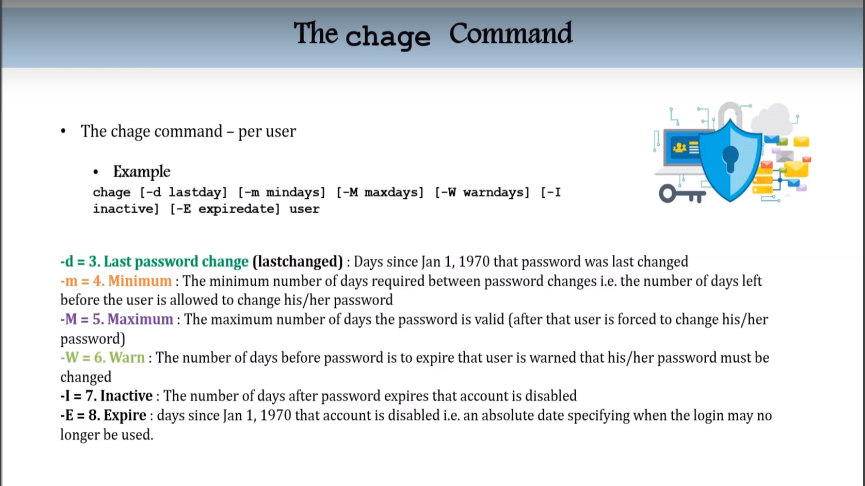 The chage Command
• The chage command – per user
• Example
chage [-d lastday] [-m mindays] [-M maxdays] [-W warndays] [-I
inactive] [-E expiredate] user
-d = 3. Last password change (lastchanged) : Days since Jan 1, 1970 that password was last changed
-m = 4. Minimum : The minimum number of days required between password changes i.e. the number of days left
before the user is allowed to change his/her password
-M = 5. Maximum : The maximum number of days the password is valid (after that user is forced to change his/her
password)
-W = 6. Warn : The number of days before password is to expire that user is warned that his/her password must be
changed
-I = 7. Inactive : The number of days after password expires that account is disabled
-E = 8. Expire : days since Jan 1, 1970 that account is disabled i.e. an absolute date specifying when the login may no
longer be used.